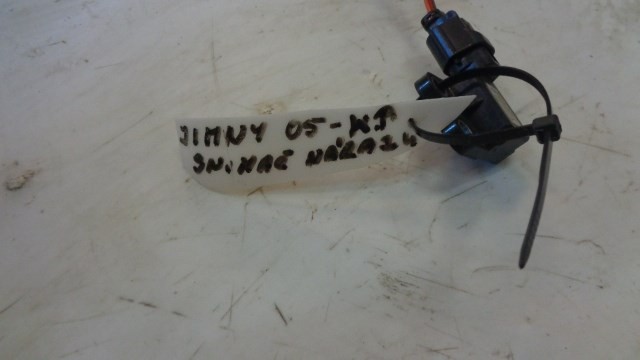 JIMNY 05-KJ
SNíMAČ NÁRAZU